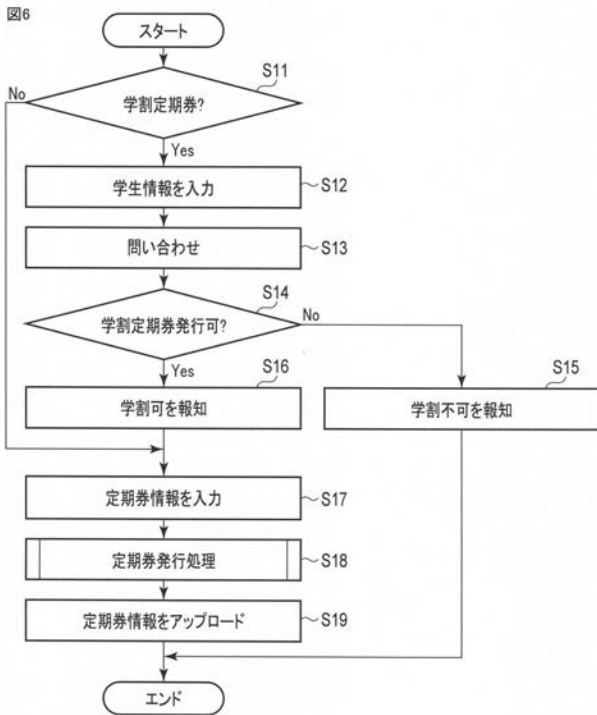 図6
スタート
S11
学割定期券?
No
Yes
学生情報を入力
S12
問い合わせ
S13
S14
学割定期券発行可?
No
Yes
S16
学割可を報知
S15
学割不可を報知
定期券情報を入力
S17
定期券発行処理
S18
定期券情報をアップロード
S19
エンド